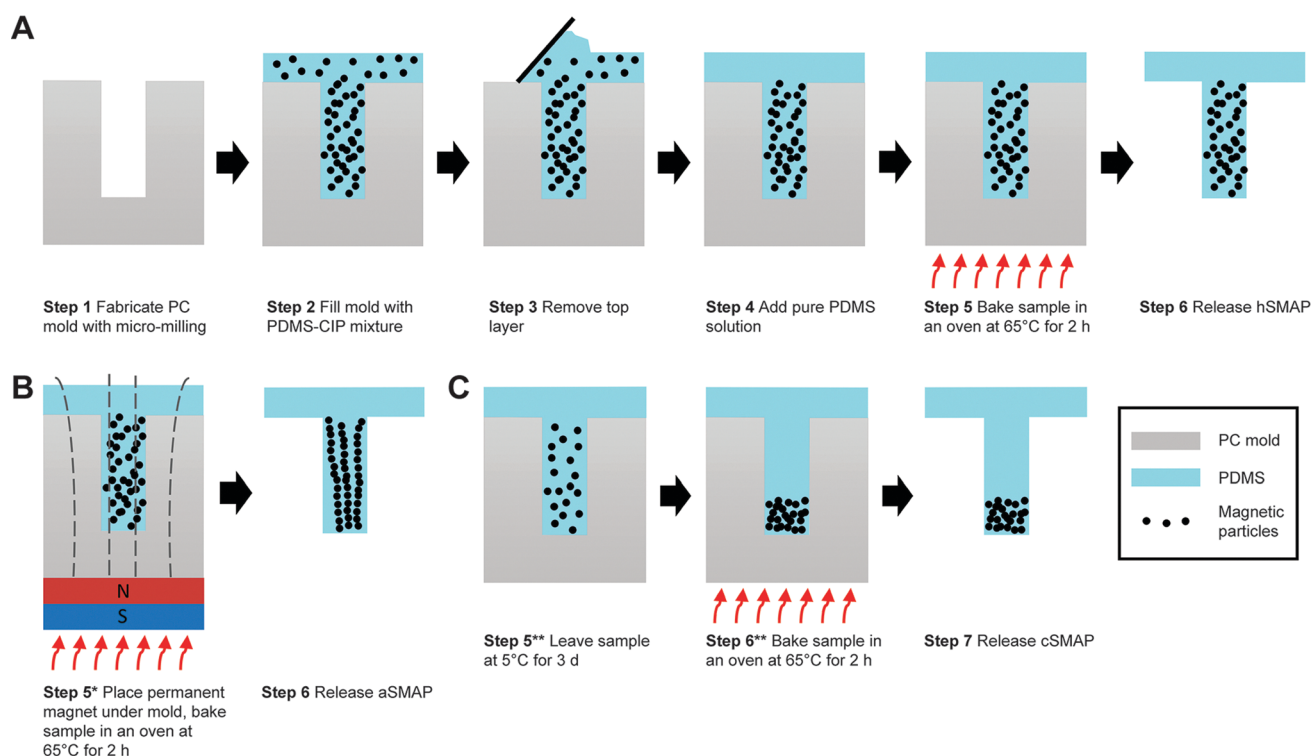 A
Step 1 Fabricate PC
mold with micro-milling
Step 2 Fill mold with
PDMS-CIP mixture
Step 3 Remove top
layer
Step 4 Add pure PDMS
solution
Step 5 Bake sample in
an oven at 65°C for 2 h
Step 6 Release hSMAP
B
N
S
Step 5* Place permanent
magnet under mold, bake
sample in an oven at
65°C for 2 h
Step 6 Release aSMAP
C
Step 5** Leave sample
at 5°C for 3 d
Step 6** Bake sample in
an oven at 65°C for 2 h
Step 7 Release cSMAP
PC mold
PDMS
Magnetic
particles